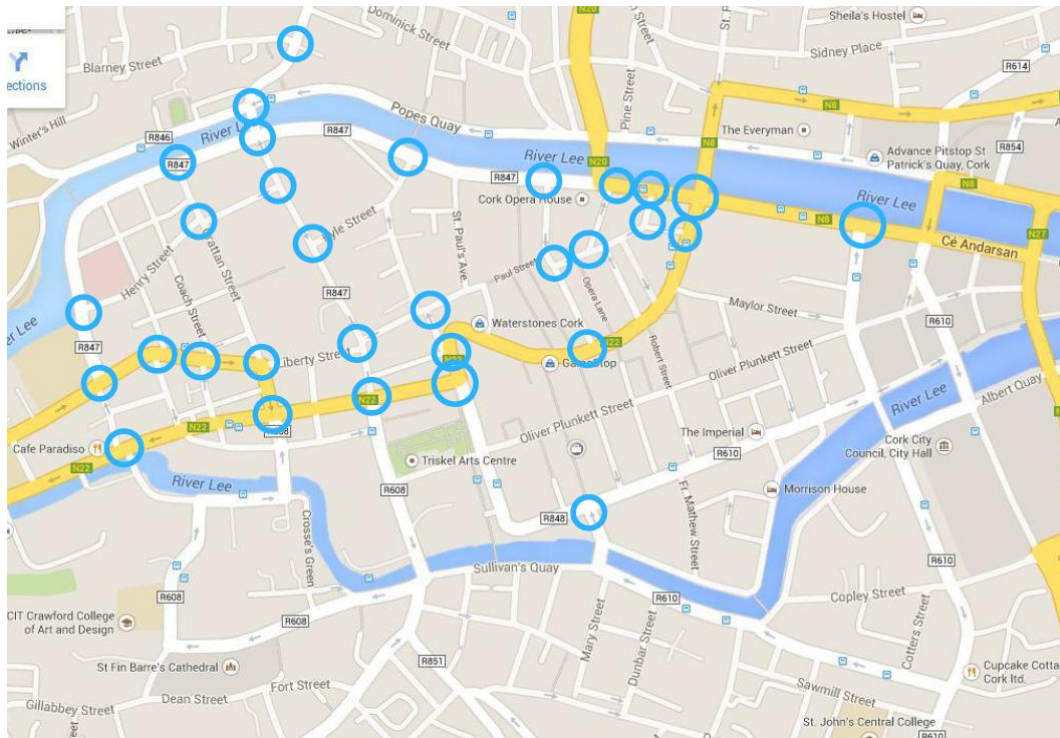 N20
Dominick Street
St. P
Sheila's Hostel
Sidney Place
R614
Blarney Street
ections
Pine Street
Popes Quay
N8
N8
The Everyman
Winter's Hill
R846
River Lee
R847
R847
R854
River Lee
N20
Advance Pitstop St
Patrick's Quay, Cork
R847
Cork Opera House
N8
River Lee
N8
N27
Cé Andarsan
Grattan Street
yle Street
St. Paul's Ave.
Paul Street
Opera Lane
Henry Street
Coach Street
R847
Maylor Street
R610
Waterstones Cork
R847
Liberty Stre
N22
GameStop
N22
Robert Street
Oliver Plunkett Street
River Lee
Albert Quay
N22
Cafe Paradiso
N22
R608
Oliver Plunkett Street
The Imperial
Cork City
Council, City Hall
N22
Triskel Arts Centre
R610
River Lee
R608
Morrison House
R848
Fr. Mathew Street
Crosse's Green
Sullivan's Quay
R610
R610
Copley Street
R608
CIT Crawford College
of Art and Design
R608
Mary Street
Dunbar Street
Cotters Street
St Fin Barre's Cathedral
R851
Cupcake Cotta
Cork ltd.
Fort Street
Sawmill Street
Gillabbey Street
Dean Street
St. John's Central College
R610